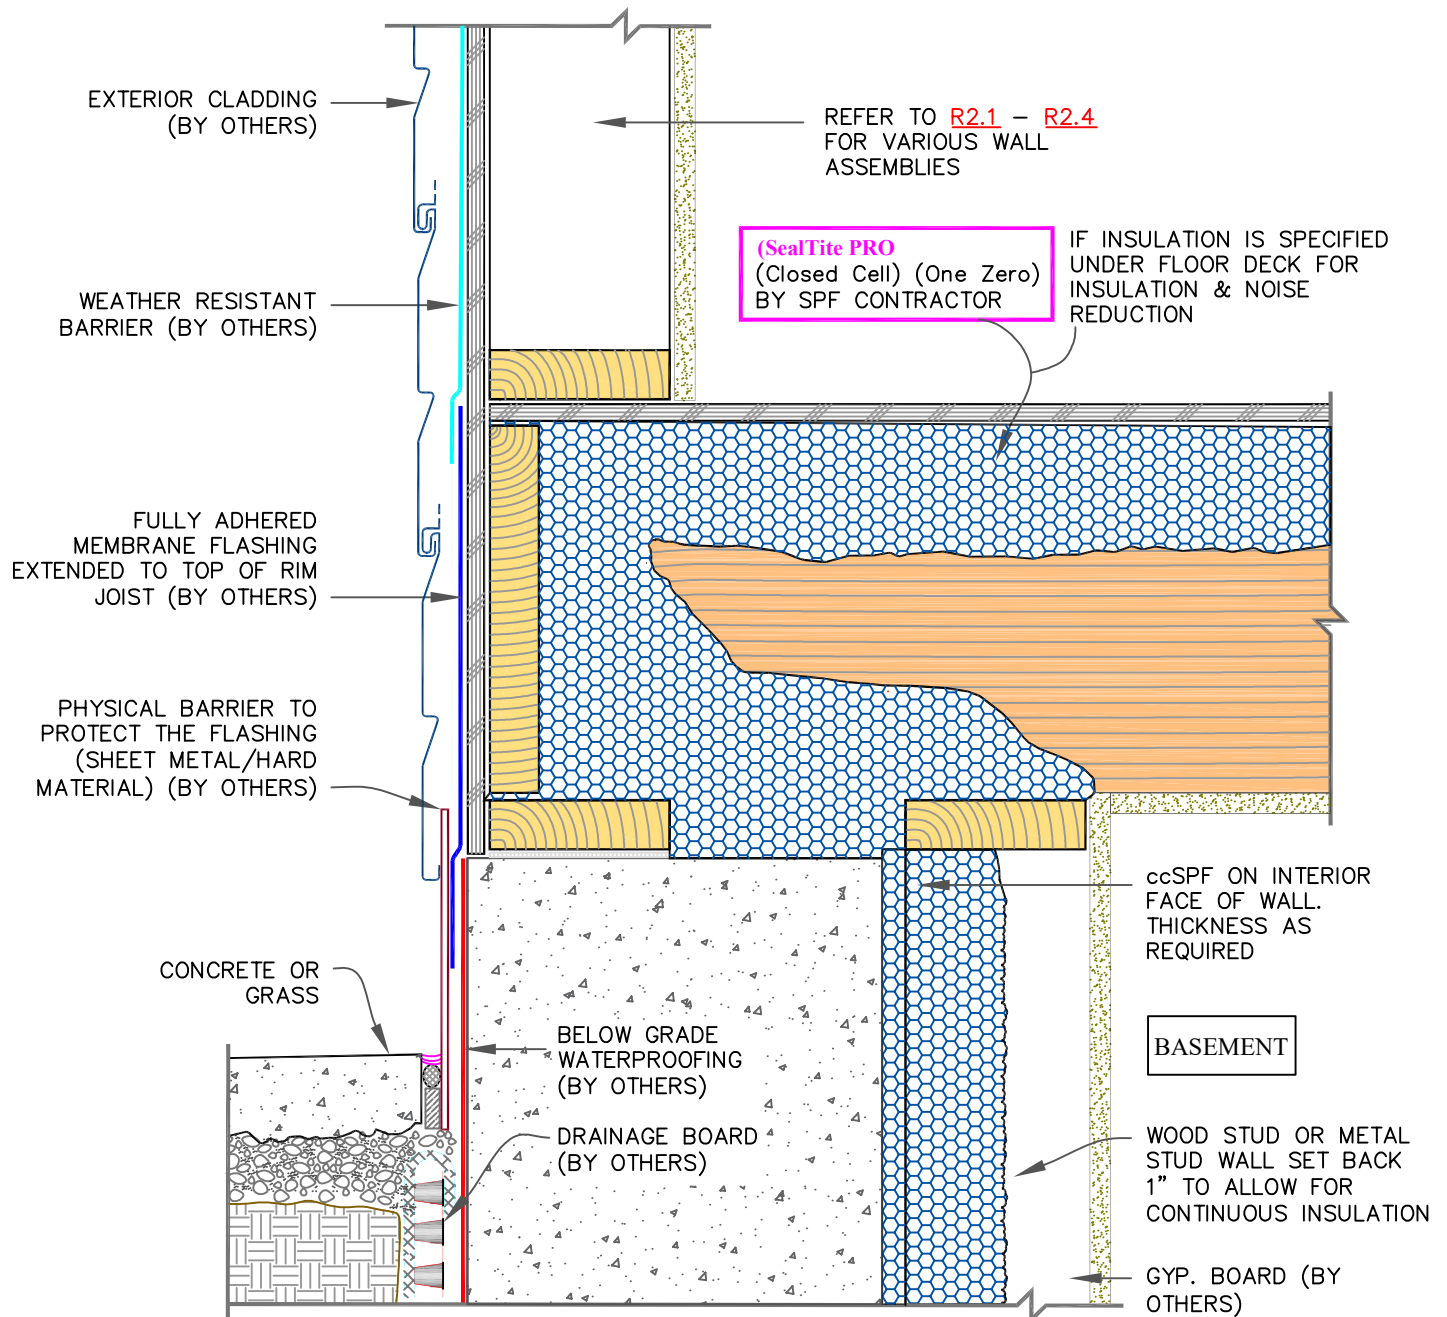 EXTERIOR CLADDING
(BY OTHERS)
REFER TO R2.1 – R2.4
FOR VARIOUS WALL
ASSEMBLIES
(SealTite PRO
(Closed Cell) (One Zero)
BY SPF CONTRACTOR
IF INSULATION IS SPECIFIED
UNDER FLOOR DECK FOR
INSULATION & NOISE
REDUCTION
WEATHER RESISTANT
BARRIER (BY OTHERS)
FULLY ADHERED
MEMBRANE FLASHING
EXTENDED TO TOP OF RIM
JOIST (BY OTHERS)
PHYSICAL BARRIER TO
PROTECT THE FLASHING
(SHEET METAL/HARD
MATERIAL) (BY OTHERS)
ccSPF ON INTERIOR
FACE OF WALL.
THICKNESS AS
REQUIRED
CONCRETE OR
GRASS
BELOW GRADE
WATERPROOFING
(BY OTHERS)
BASEMENT
DRAINAGE BOARD
(BY OTHERS)
WOOD STUD OR METAL
STUD WALL SET BACK
1” TO ALLOW FOR
CONTINUOUS INSULATION
GYP. BOARD (BY
OTHERS)